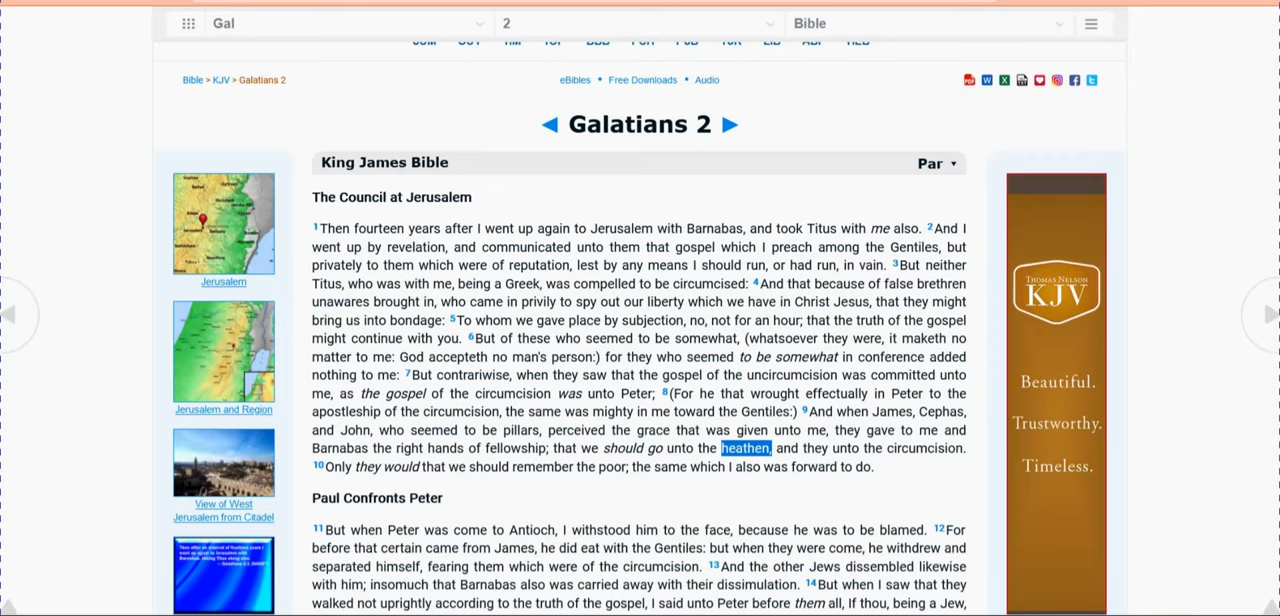 Gal 2 Bible
Bible > KJV > Galatians 2
eBibles • Free Downloads • Audio
◄ Galatians 2 ►
King James Bible Par ▾
The Council at Jerusalem
1Then fourteen years after I went up again to Jerusalem with Barnabas, and took Titus with me also. 2And I
went up by revelation, and communicated unto them that gospel which I preach among the Gentiles, but
privately to them which were of reputation, lest by any means I should run, or had run, in vain. 3But neither
Titus, who was with me, being a Greek, was compelled to be circumcised: 4And that because of false brethren
unawares brought in, who came in privily to spy out our liberty which we have in Christ Jesus, that they might
bring us into bondage: 5To whom we gave place by subjection, no, not for an hour; that the truth of the gospel
might continue with you. 6But of these who seemed to be somewhat, (whatsoever they were, it maketh no
matter to me: God accepteth no man's person:) for they who seemed to be somewhat in conference added
nothing to me: 7But contrariwise, when they saw that the gospel of the uncircumcision was committed unto
me, as the gospel of the circumcision was unto Peter; 8(For he that wrought effectually in Peter to the
apostleship of the circumcision, the same was mighty in me toward the Gentiles:) 9And when James, Cephas,
and John, who seemed to be pillars, perceived the grace that was given unto me, they gave to me and
Barnabas the right hands of fellowship; that we should go unto the heathen, and they unto the circumcision.
10Only they would that we should remember the poor; the same which I also was forward to do.
Paul Confronts Peter
11But when Peter was come to Antioch, I withstood him to the face, because he was to be blamed. 12For
before that certain came from James, he did eat with the Gentiles: but when they were come, he withdrew and
separated himself, fearing them which were of the circumcision. 13And the other Jews dissembled likewise
with him; insomuch that Barnabas also was carried away with their dissimulation. 14But when I saw that they
walked not uprightly according to the truth of the gospel, I said unto Peter before them all, If thou, being a Jew,
Jerusalem
Jerusalem and Region
View of West
Jerusalem from Citadel
THOMAS NELSON
KJV
Beautiful.
Trustworthy.
Timeless.